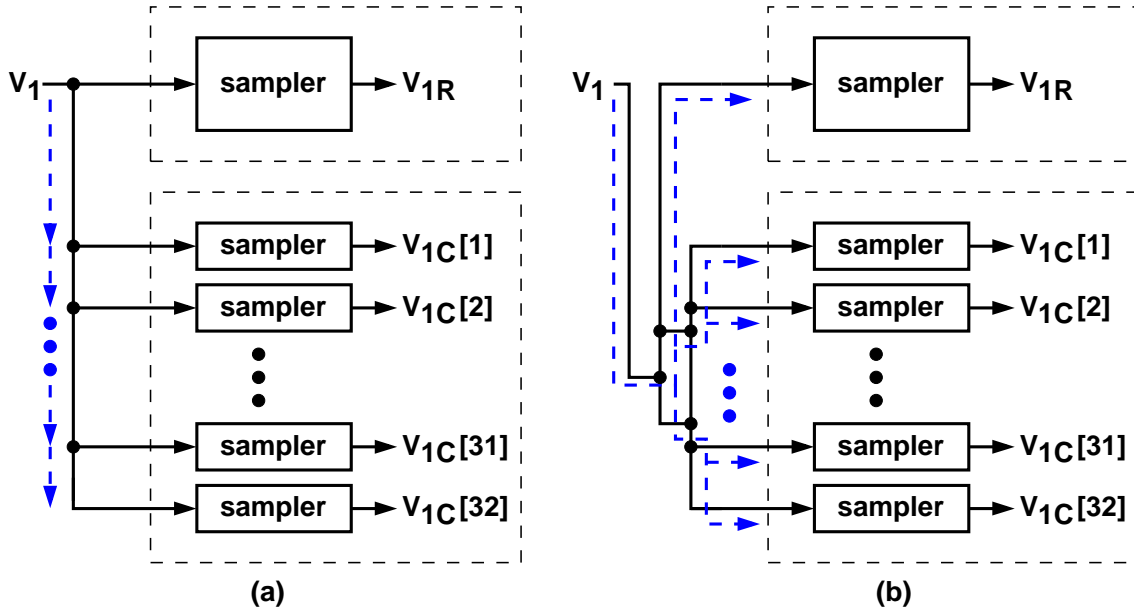 V1 sampler V1R V1 sampler V1R
sampler V1C[1] sampler V1C[1]
sampler V1C[2] sampler V1C[2]
sampler V1C[31] sampler V1C[31]
sampler V1C[32] sampler V1C[32]
(a) (b)